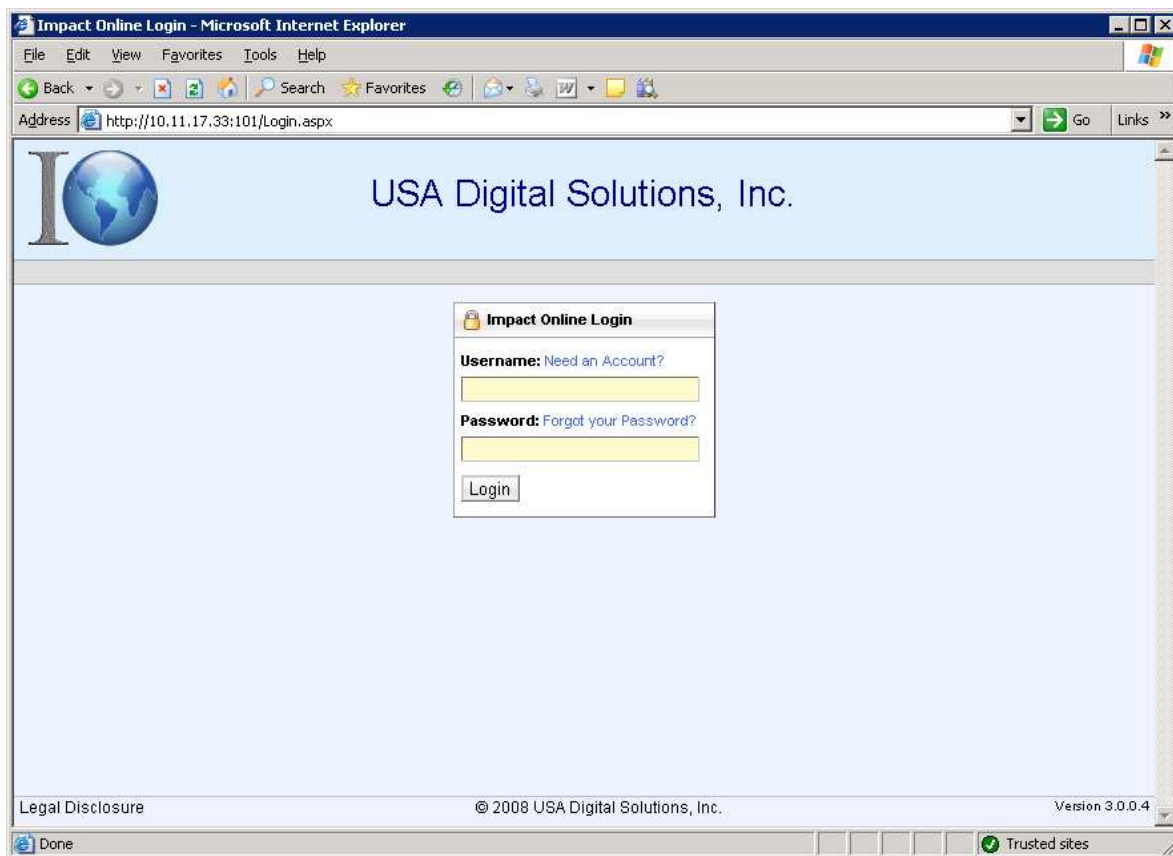 Impact Online Login - Microsoft Internet Explorer
File Edit View Favorites Tools Help
Back Search Favorites W
Address http://10.11.17.33:101/Login.aspx Go Links »
IO USA Digital Solutions, Inc.
Impact Online Login
Username: Need an Account?
Password: Forgot your Password?
Login
Legal Disclosure © 2008 USA Digital Solutions, Inc. Version 3.0.0.4
Done Trusted sites